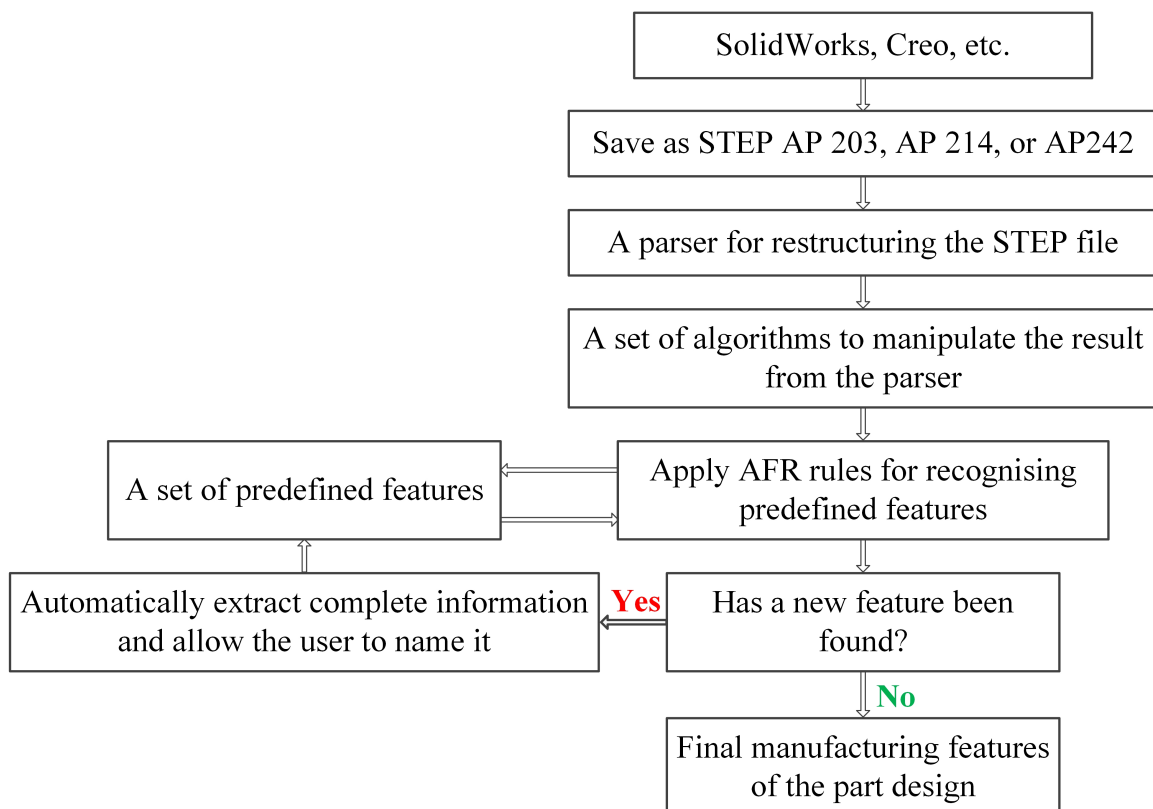 SolidWorks, Creo, etc.
Save as STEP AP 203, AP 214, or AP242
A parser for restructuring the STEP file
A set of algorithms to manipulate the result
from the parser
A set of predefined features
Apply AFR rules for recognising
predefined features
Automatically extract complete information
and allow the user to name it
Yes
Has a new feature been
found?
No
Final manufacturing features
of the part design